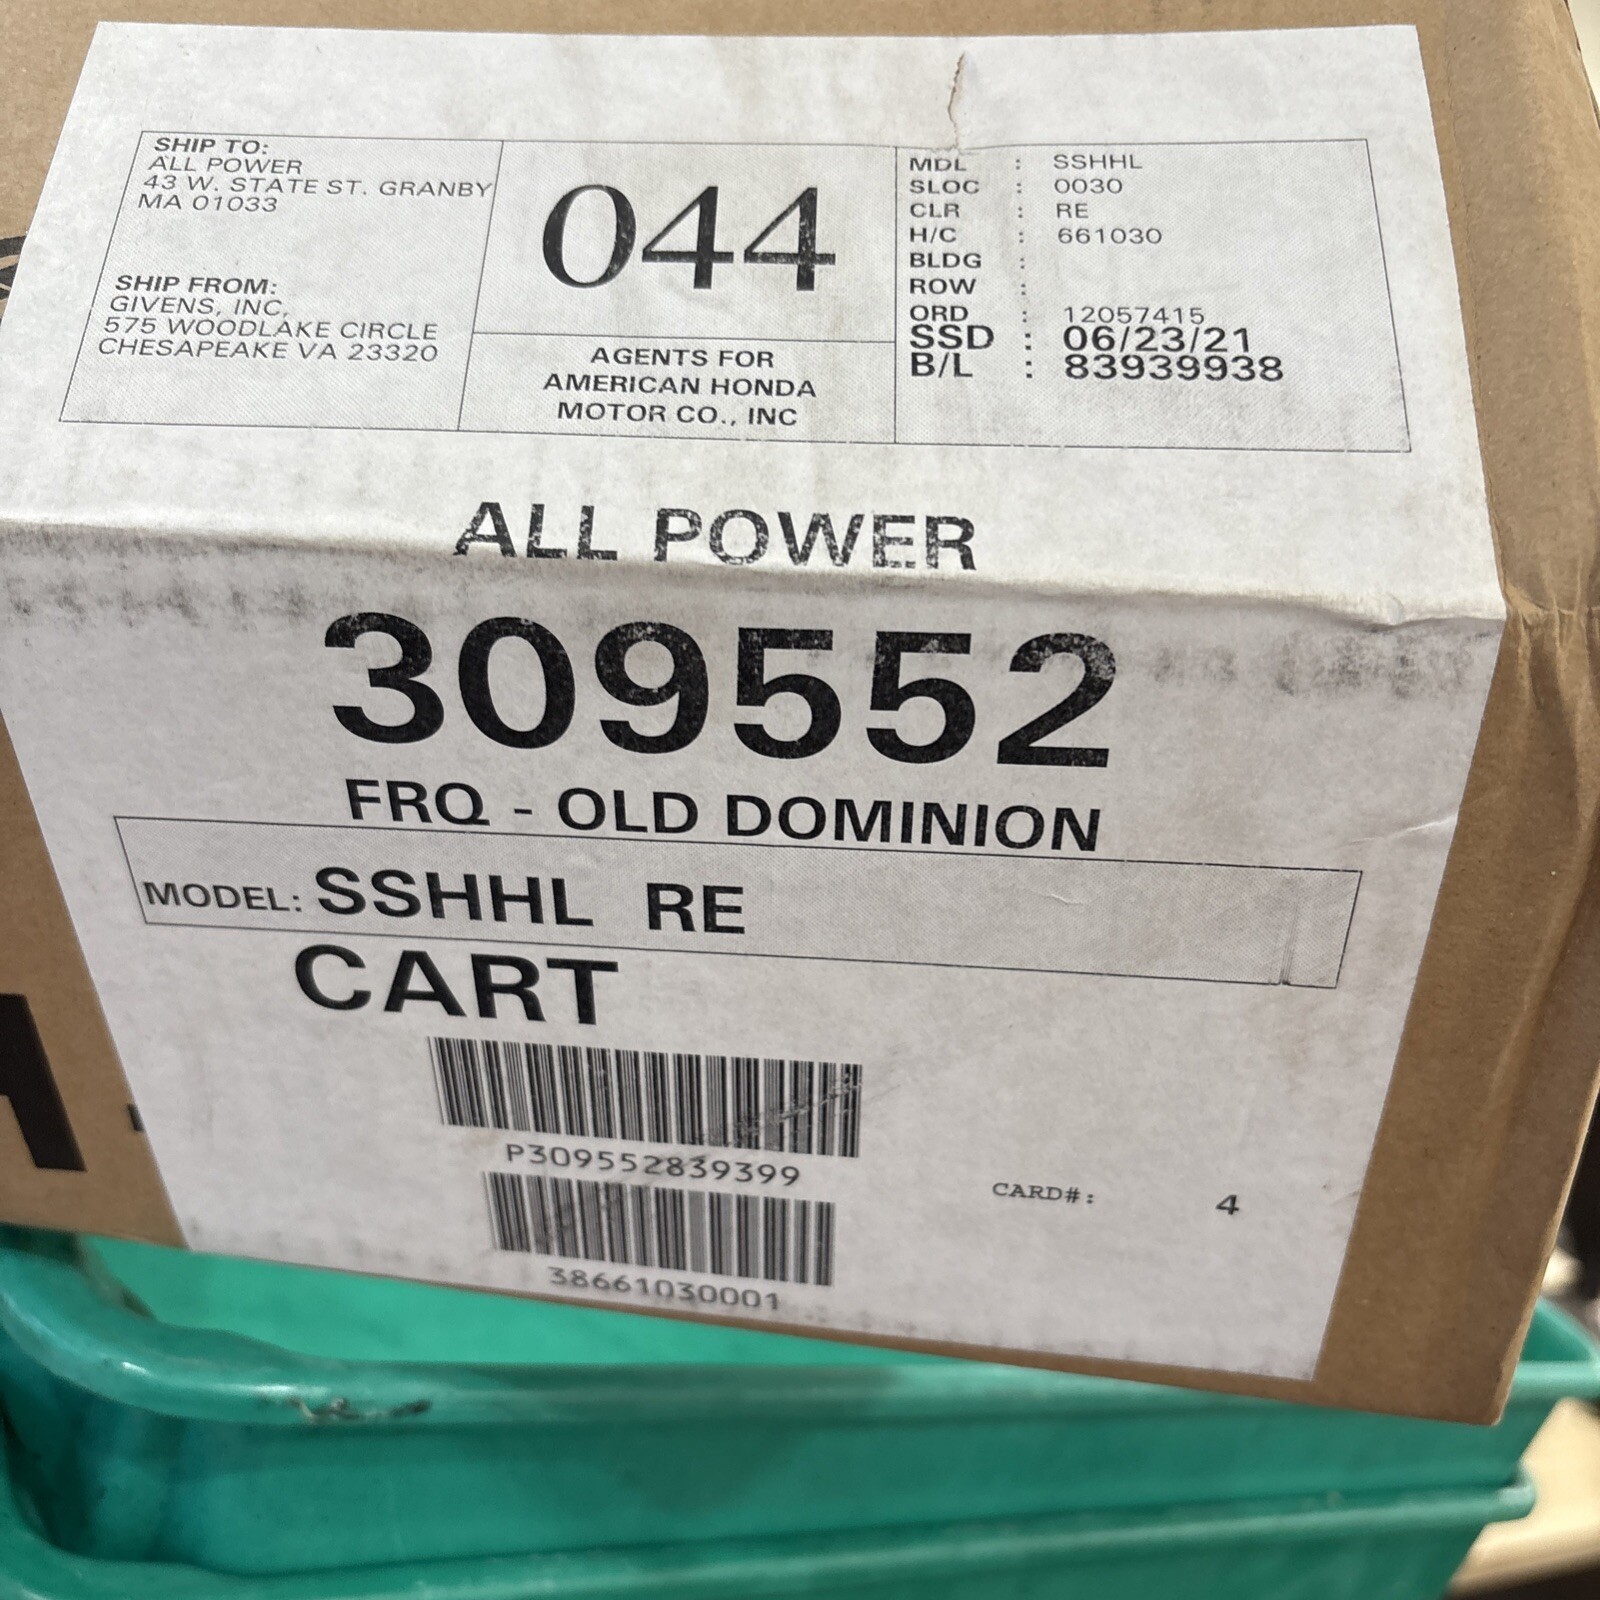 SHIP TO:
ALL POWER
43 W. STATE ST. GRANBY
MA 01033
SHIP FROM:
GIVENS, INC,
575 WOODLAKE CIRCLE
CHESAPEAKE VA 23320
044
AGENTS FOR
AMERICAN HONDA
MOTOR CO., INC
MDL : SSHHL
SLOC : 0030
CLR : RE
H/C : 661030
BLDG :
ROW :
ORD : 12057415
SSD : 06/23/21
B/L : 83939938
ALL POWER
309552
FRQ - OLD DOMINION
MODEL: SSHHL RE
CART
P309552839399
38661030001
CARD#: 4